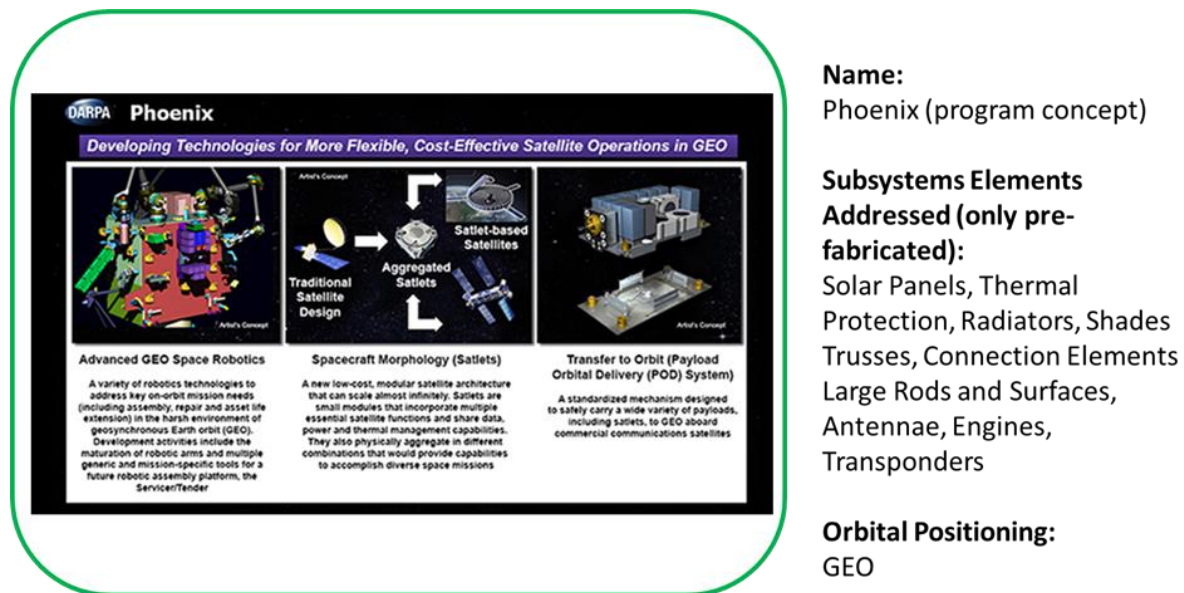 DARPA Phoenix
Developing Technologies for More Flexible, Cost-Effective Satellite Operations in GEO
Artist's Concept
Artist's Concept
Traditional
Satellite
Design
Aggregated
Satlets
Satlet-based
Satellites
Artist's Concept
Advanced GEO Space Robotics
A variety of robotics technologies to
address key on-orbit mission needs
(including assembly, repair and asset life
extension) in the harsh environment of
geosynchronous Earth orbit (GEO).
Development activities include the
maturation of robotic arms and multiple
generic and mission-specific tools for a
future robotic assembly platform, the
Servicer/Tender
Spacecraft Morphology (Satlets)
A new low-cost, modular satellite architecture
that can scale almost infinitely. Satlets are
small modules that incorporate multiple
essential satellite functions and share data,
power and thermal management capabilities.
They also physically aggregate in different
combinations that would provide capabilities
to accomplish diverse space missions
Transfer to Orbit (Payload
Orbital Delivery (POD) System)
A standardized mechanism designed
to safely carry a wide variety of payloads,
including satlets, to GEO aboard
commercial communications satellites
Name:
Phoenix (program concept)
Subsystems Elements
Addressed (only pre-
fabricated):
Solar Panels, Thermal
Protection, Radiators, Shades
Trusses, Connection Elements
Large Rods and Surfaces,
Antennae, Engines,
Transponders
Orbital Positioning:
GEO